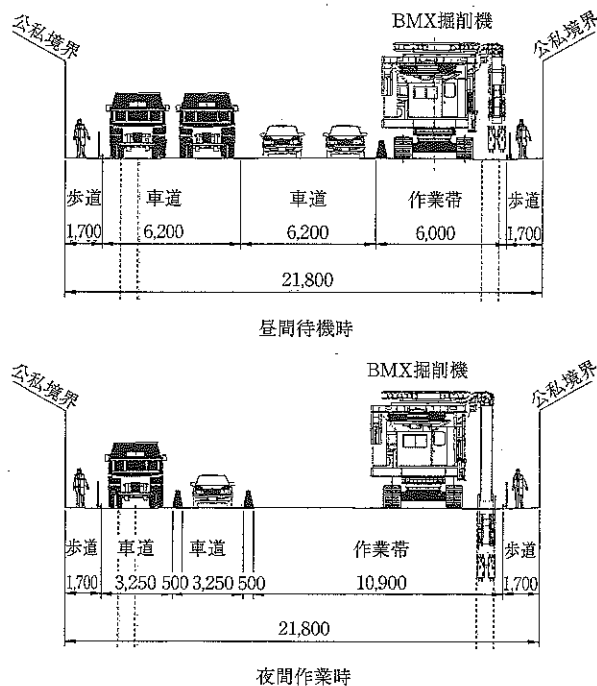 公私境界
BMX掘削機
公私境界
歩道 車道 車道 作業帯 歩道
1,700 6,200 6,200 6,000 1,700
21,800
昼間待機時
公私境界
BMX掘削機
公私境界
歩道 車道 車道 作業帯 歩道
1,700 3,250 500 3,250 500 10,900 1,700
21,800
夜間作業時